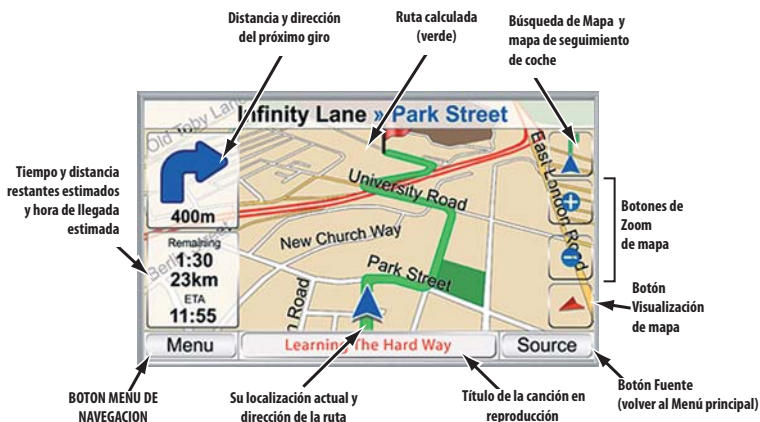 Distancia y dirección
del próximo giro
Ruta calculada
(verde)
Búsqueda de Mapa y
mapa de seguimiento
de coche
Tiempo y distancia
restantes estimados
y hora de llegada
estimada
Infinity Lane » Park Street
Old Toby Lane
400m
Remaining
1:30
23km
ETA
11:55
University Road
New Church Way
Park Street
East London Road
Road
Menu
Learning The Hard Way
Source
Botones de
Zoom
de mapa
Botón
Visualización
de mapa
BOTON MENU DE
NAVEGACION
Su localización actual y
dirección de la ruta
Título de la canción en
reproducción
Botón Fuente
(volver al Menú principal)